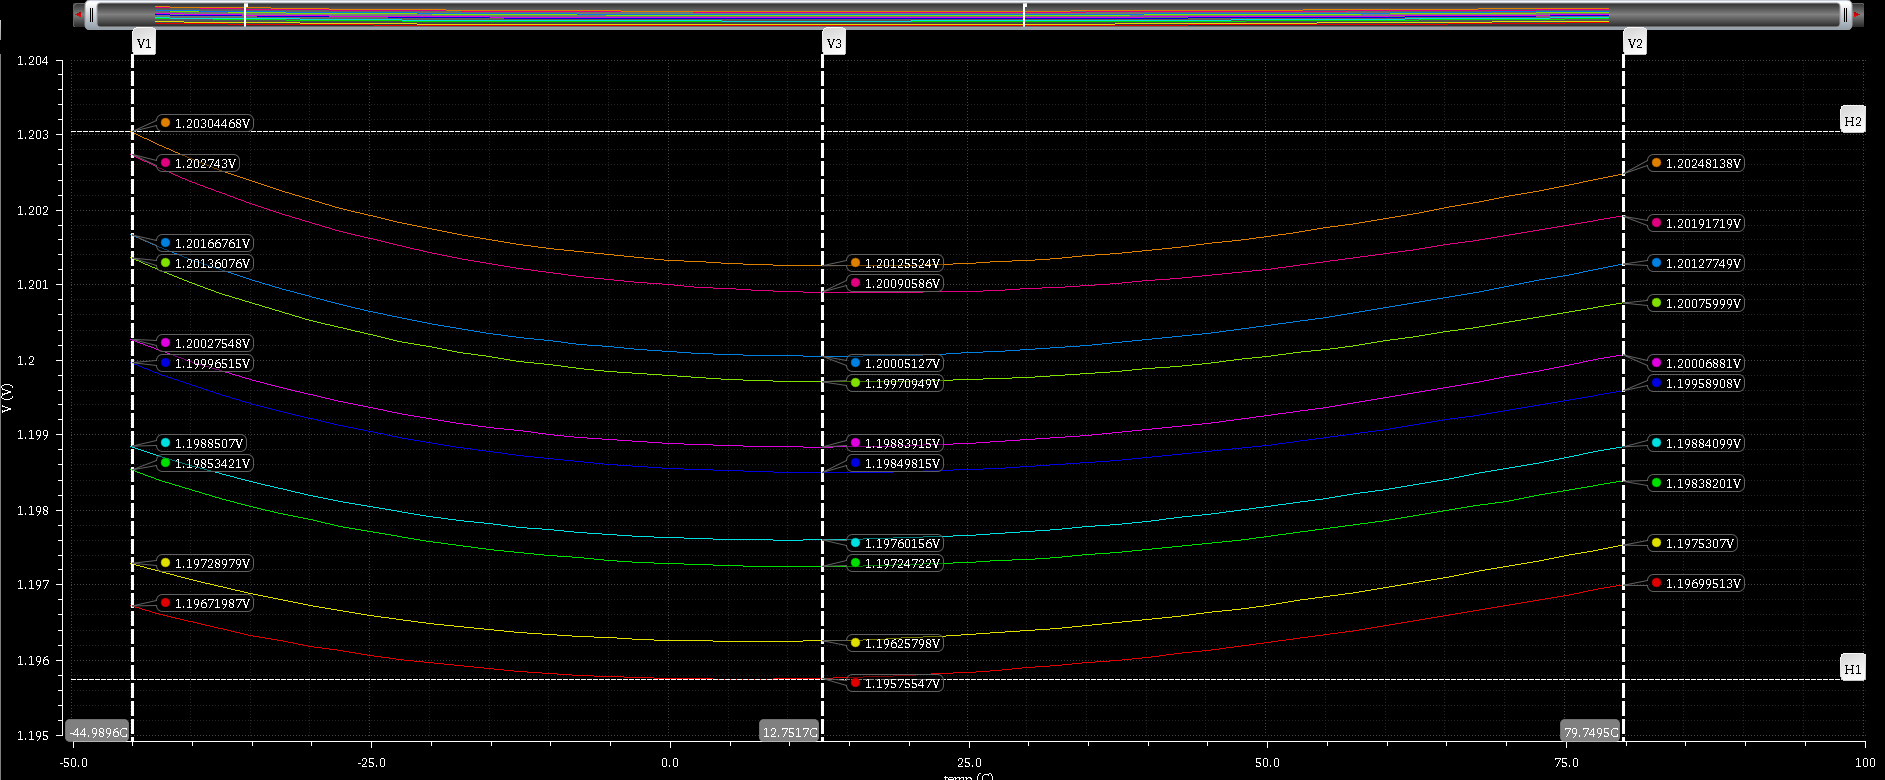 V1 V3 V2
1.204
H2
1.20304468V
1.203
1.202743V 1.20248138V
1.202
1.20191719V
1.20166761V
1.20136076V 1.20125524V 1.20127749V
1.201
1.20090586V
1.20075999V
1.20027548V
1.2
1.19996515V 1.20005127V 1.20006881V
1.19970949V 1.19958908V
V (V)
1.199
1.1988507V 1.19883915V 1.19884099V
1.19853421V 1.19849815V
1.19838201V
1.198
1.19760156V 1.1975307V
1.19728979V 1.19724722V
1.197
1.19699513V
1.19671987V
1.19625798V
1.196
H1
1.19575547V
1.195
-44.9896C 12.7517C 79.7495C
-50.0 -25.0 0.0 25.0 50.0 75.0 100
temp (C)